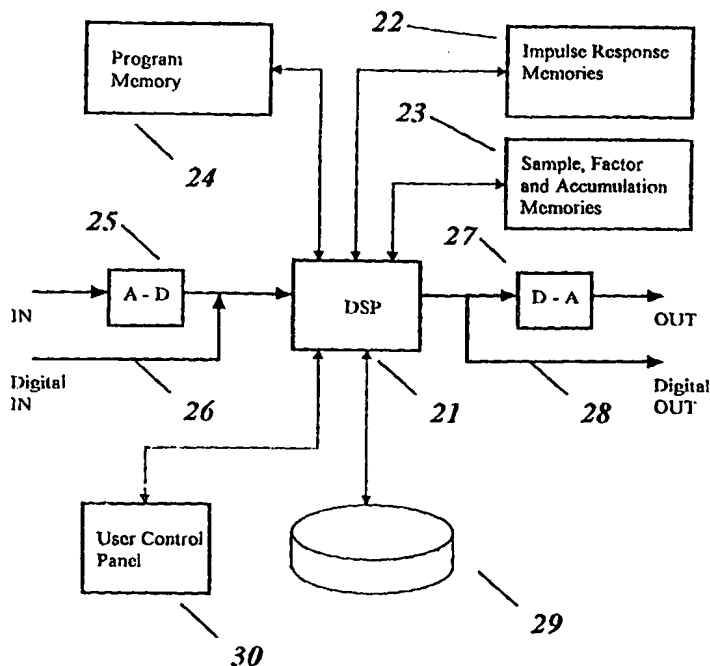 22
Program
Memory
Impulse Response
Memories
23
24
Sample, Factor
and Accumulation
Memories
25
27
A - D
DSP
D - A
IN
OUT
Digital
IN
26
21
28
Digital
OUT
User Control
Panel
29
30